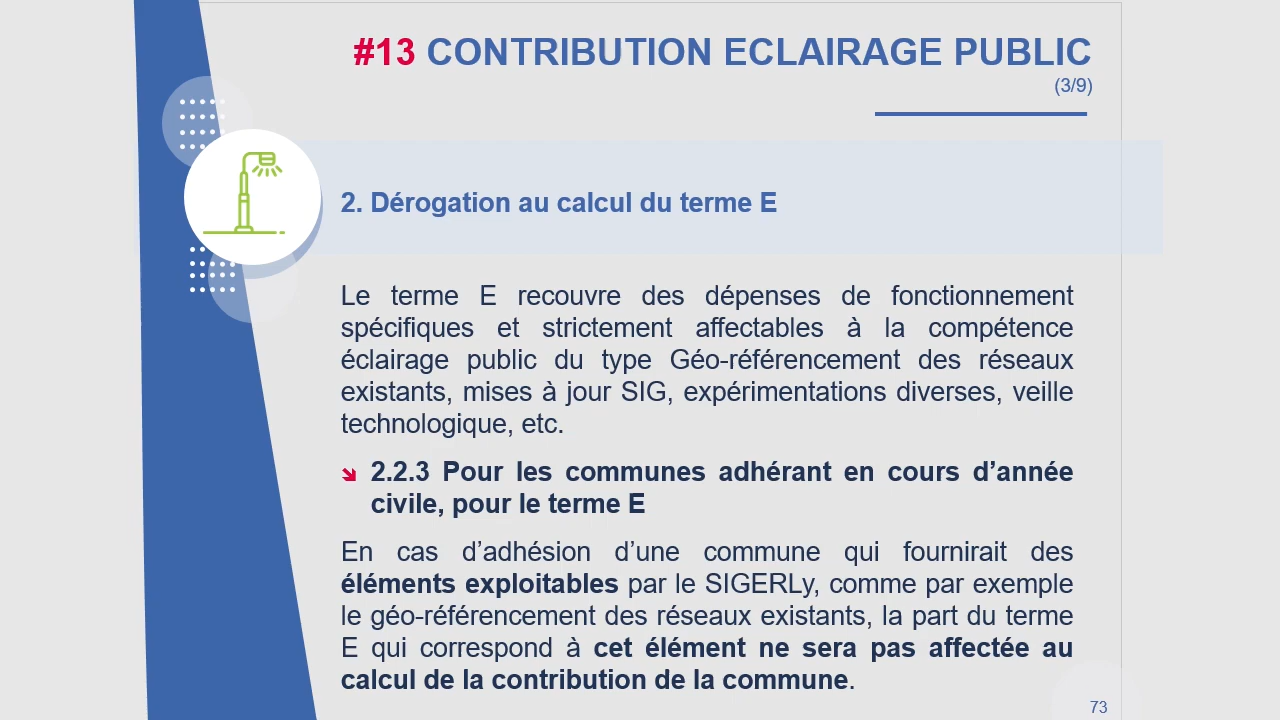 #13 CONTRIBUTION ECLAIRAGE PUBLIC
(3/9)
2. Dérogation au calcul du terme E
Le terme E recouvre des dépenses de fonctionnement
spécifiques et strictement affectables à la compétence
éclairage public du type Géo-référencement des réseaux
existants, mises à jour SIG, expérimentations diverses, veille
technologique, etc.
2.2.3 Pour les communes adhérant en cours d’année
civile, pour le terme E
En cas d’adhésion d’une commune qui fournirait des
éléments exploitables par le SIGERLy, comme par exemple
le géo-référencement des réseaux existants, la part du terme
E qui correspond à cet élément ne sera pas affectée au
calcul de la contribution de la commune.
73